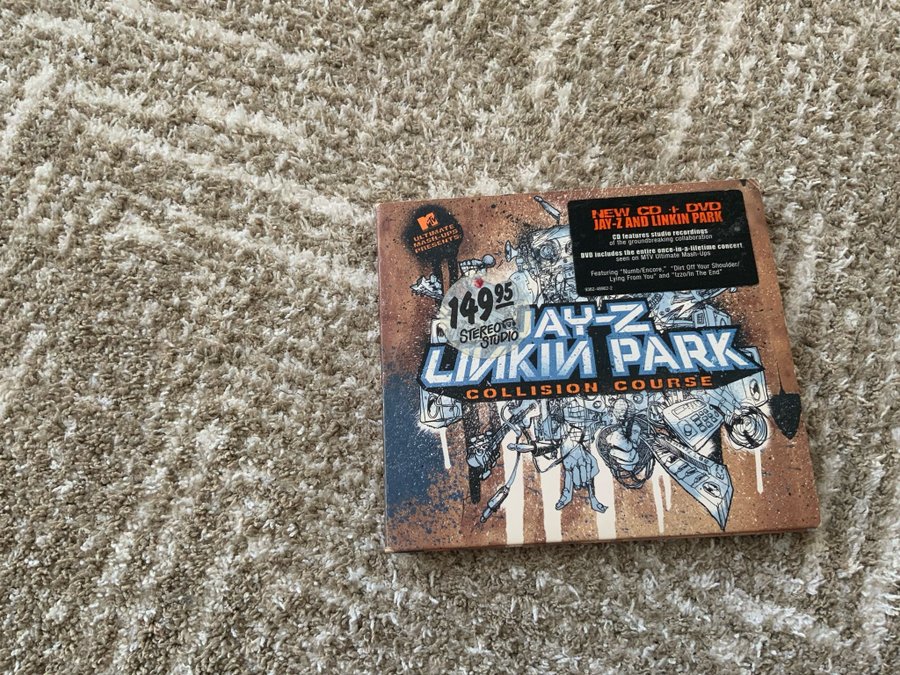 MTV
ULTIMATE
MASH-UPS
PRESENTS:
NEW CD + DVD
JAY-Z AND LINKIN PARK
CD features studio recordings
of the groundbreaking collaboration
DVD includes the entire once-in-a-lifetime concert
seen on MTV Ultimate Mash-Ups
Featuring "Numb/Encore," "Dirt Off Your Shoulder/
Lying From You" and "Izzo/In The End"
149.95
STEREO
STUDIO
JAY-Z
LINKIN PARK
COLLISION COURSE